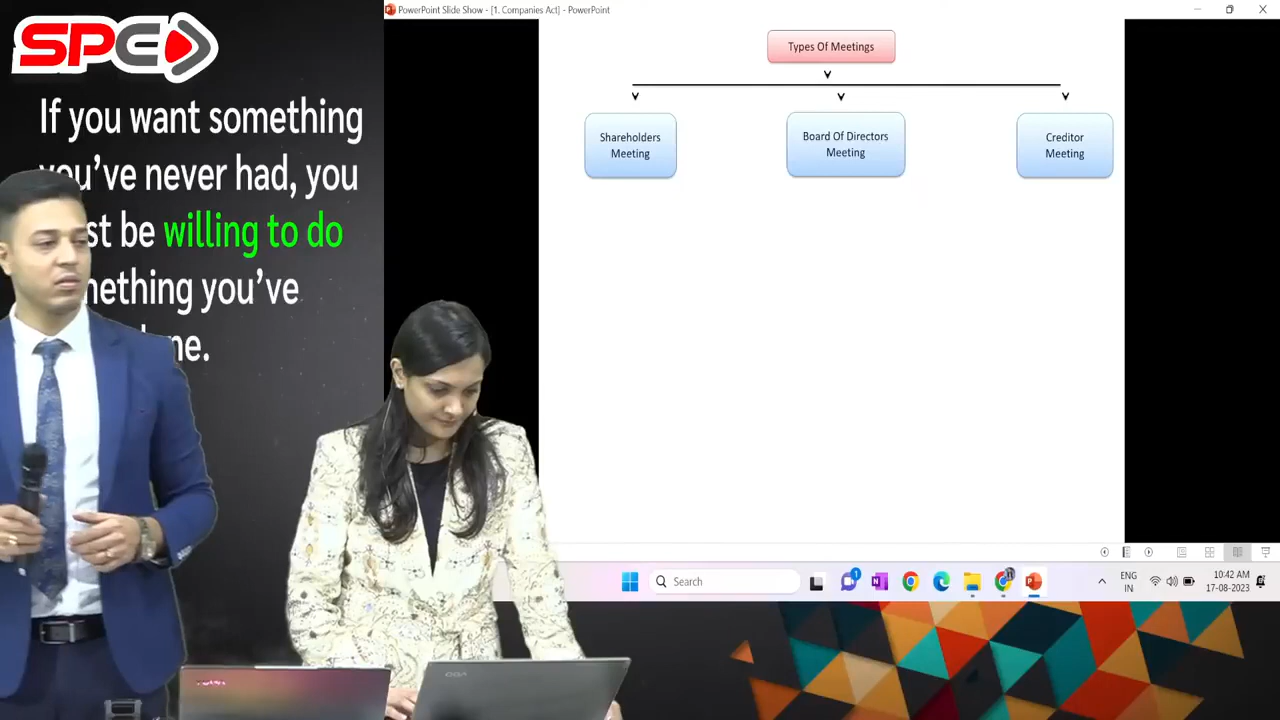 SPE
If you want something
you've never had, you
st be willing to do
nething you've
ne.
PowerPoint Slide Show - [1. Companies Act] - PowerPoint
Types Of Meetings
Shareholders
Meeting
Board Of Directors
Meeting
Creditor
Meeting
Search
1
ENG
IN
10:42 AM
17-08-2023